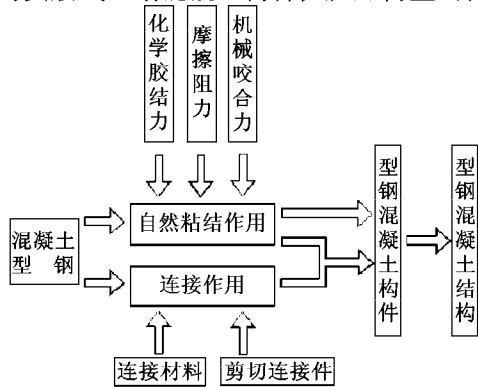 化学胶结力
摩擦阻力
机械咬合力
混凝土
型 钢
自然粘结作用
连接作用
型钢混凝土构件
型钢混凝土结构
连接材料
剪切连接件